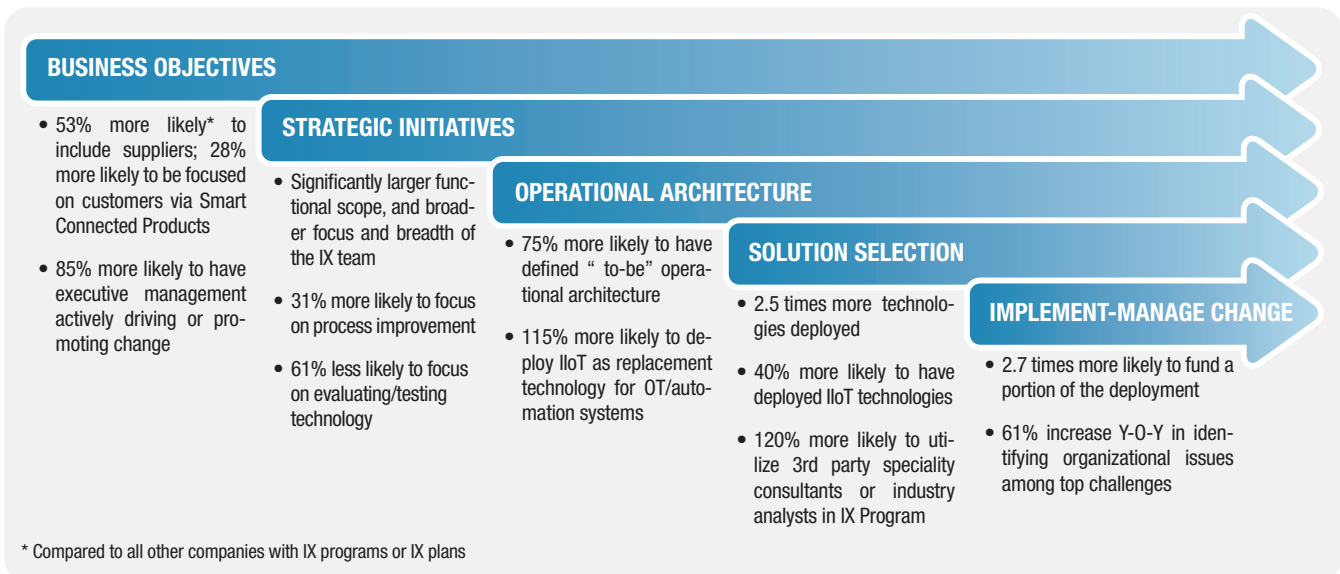 BUSINESS OBJECTIVES
• 53% more likely* to
include suppliers; 28%
more likely to be focused
on customers via Smart
Connected Products
• 85% more likely to have
executive management
actively driving or pro-
moting change
STRATEGIC INITIATIVES
• Significantly larger func-
tional scope, and broad-
er focus and breadth of
the IX team
• 31% more likely to focus
on process improvement
• 61% less likely to focus
on evaluating/testing
technology
OPERATIONAL ARCHITECTURE
• 75% more likely to have
defined “ to-be” opera-
tional architecture
• 115% more likely to de-
ploy IIoT as replacement
technology for OT/auto-
mation systems
SOLUTION SELECTION
• 2.5 times more technolo-
gies deployed
• 40% more likely to have
deployed IIoT technologies
• 120% more likely to uti-
lize 3rd party speciality
consultants or industry
analysts in IX Program
IMPLEMENT-MANAGE CHANGE
• 2.7 times more likely to fund a
portion of the deployment
• 61% increase Y-O-Y in iden-
tifying organizational issues
among top challenges
* Compared to all other companies with IX programs or IX plans